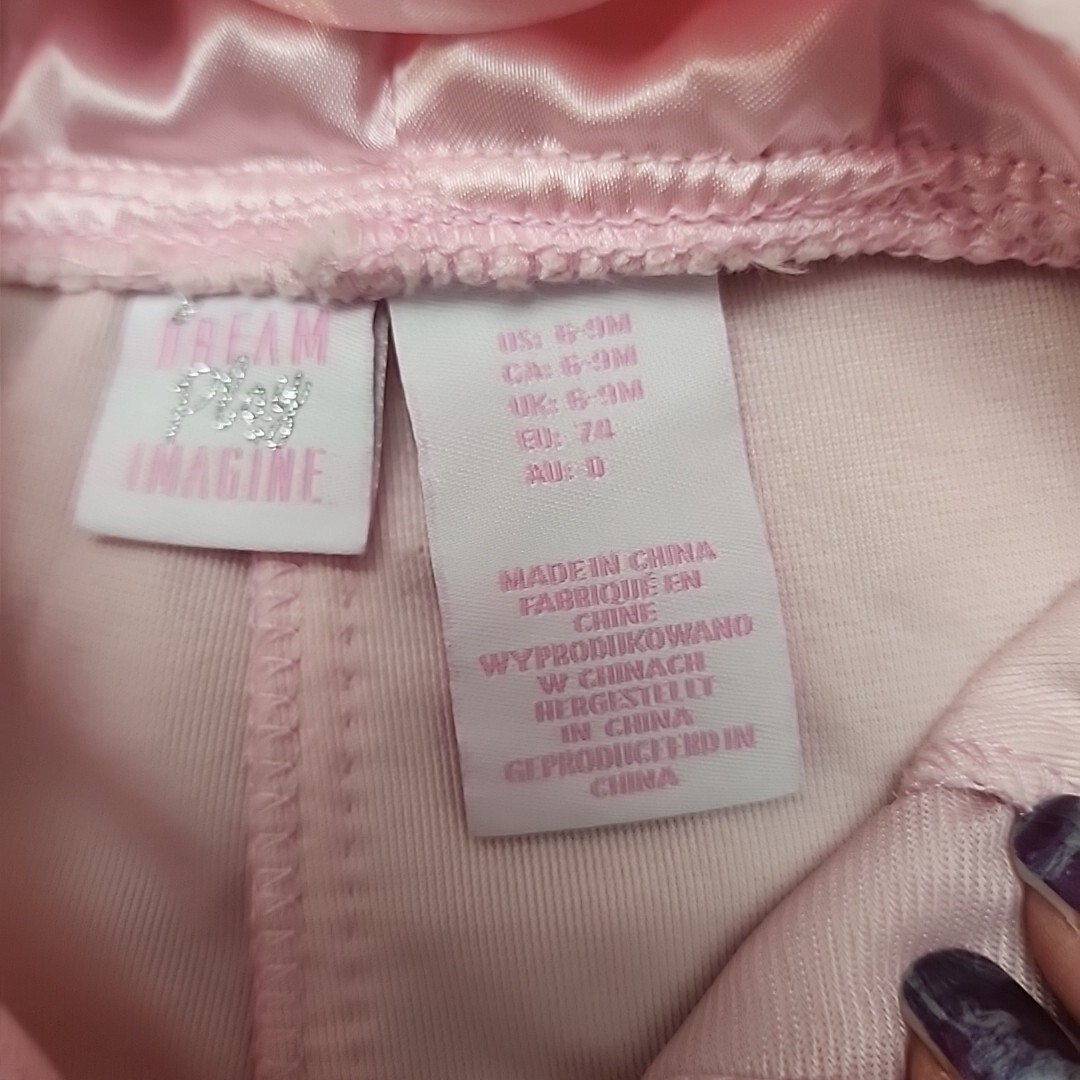 DREAM
Play
IMAGINE
US: 6-9M
CA: 6-9M
UK: 6-9M
EU: 74
AU: 0
MADE IN CHINA
FABRIQUÉ EN
CHINE
WYPRODUKOWANO
W CHINACH
HERGESTELLT
IN CHINA
GEPRODUCEERD IN
CHINA